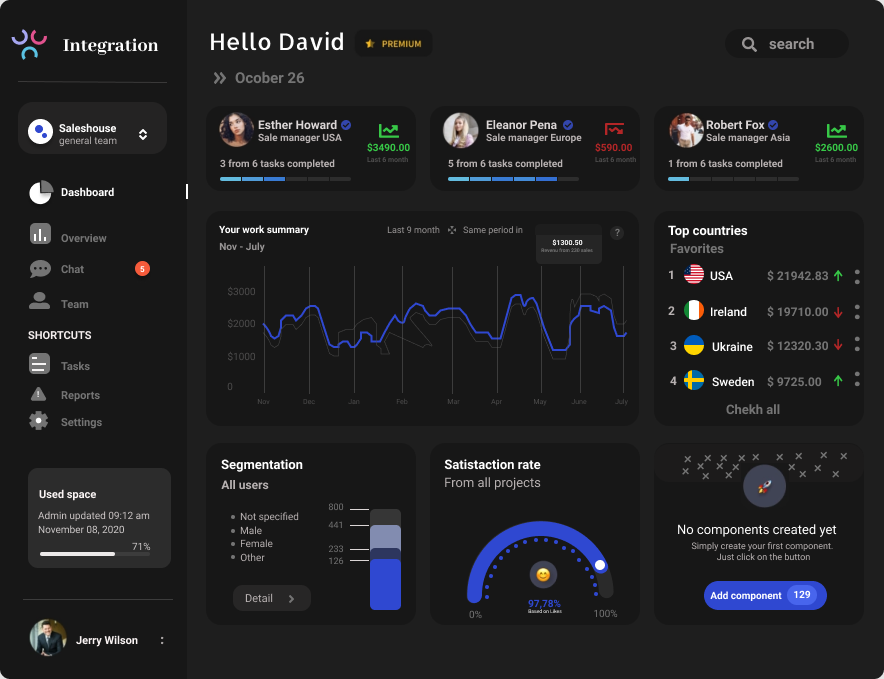 Integration
Hello David
PREMIUM
search
Ocober 26
Saleshouse
general team
Dashboard
Overview
Chat
5
Team
SHORTCUTS
Tasks
Reports
Settings
Used space
Admin updated 09:12 am
November 08, 2020
71%
Jerry Wilson
Esther Howard
Sale manager USA
$3490.00
Last 6 month
3 from 6 tasks completed
Eleanor Pena
Sale manager Europe
$590.00
Last 6 month
5 from 6 tasks completed
Robert Fox
Sale manager Asia
$2600.00
Last 6 month
1 from 6 tasks completed
Your work summary
Nov - July
Last 9 month
Same period in
$1300.50
Revenu from 230 sales
?
$3000
$2000
$1000
0
Nov Dec Jan Feb Mar Apr May June July
Top countries
Favorites
1 USA $ 21942.83
2 Ireland $ 19710.00
3 Ukraine $ 12320.30
4 Sweden $ 9725.00
Chekh all
Segmentation
All users
Not specified
Male
Female
Other
800
441
233
126
Detail
Satistaction rate
From all projects
97,78%
Based on Likes
0%
100%
No components created yet
Simply create your first component.
Just click on the button
Add component 129